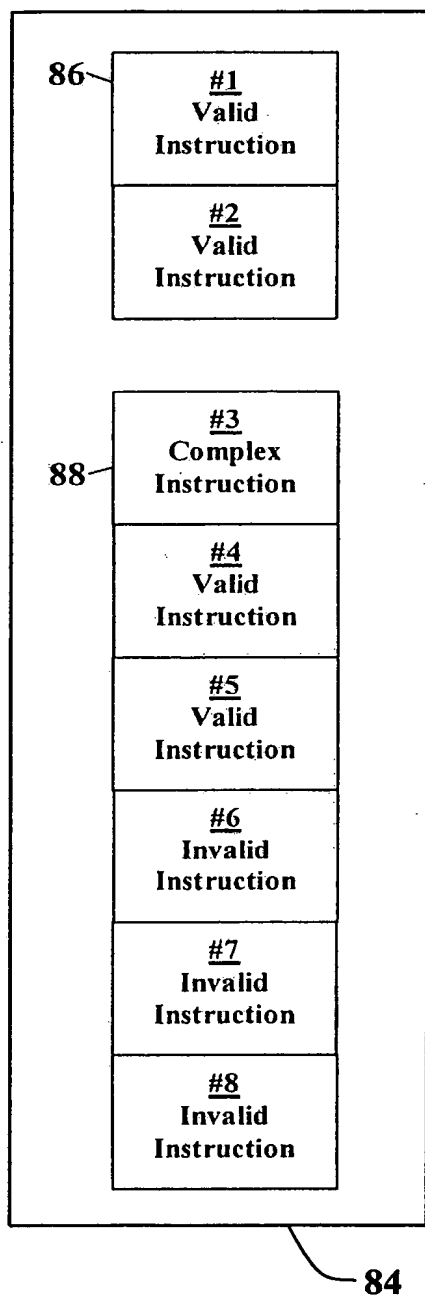 86
#1
Valid
Instruction
#2
Valid
Instruction
#3
88
Complex
Instruction
#4
Valid
Instruction
#5
Valid
Instruction
#6
Invalid
Instruction
#7
Invalid
Instruction
#8
Invalid
Instruction
84